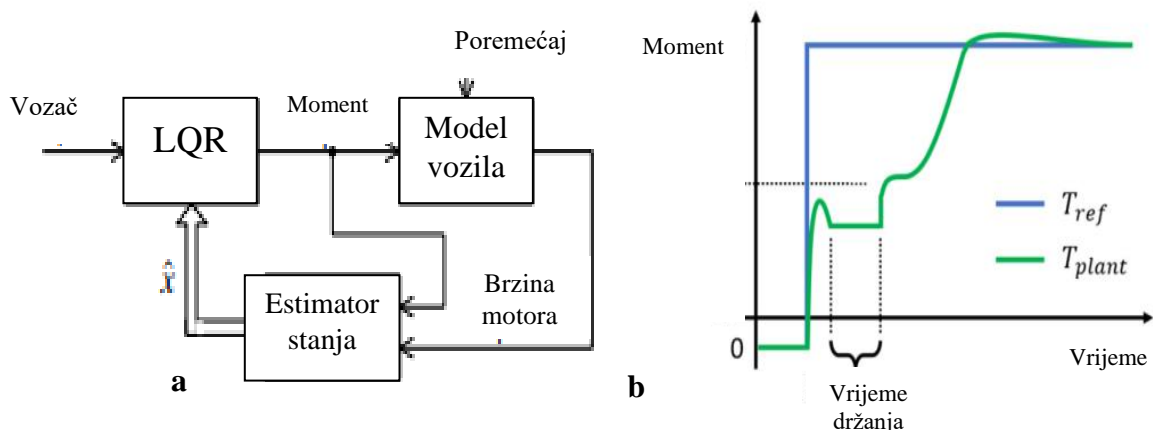 Poremećaj
Vozač
Moment
LQR
Model
vozila
x̂
Estimator
stanja
Brzina
motora
a
Moment
T_ref
T_plant
0
Vrijeme
Vrijeme
držanja
b